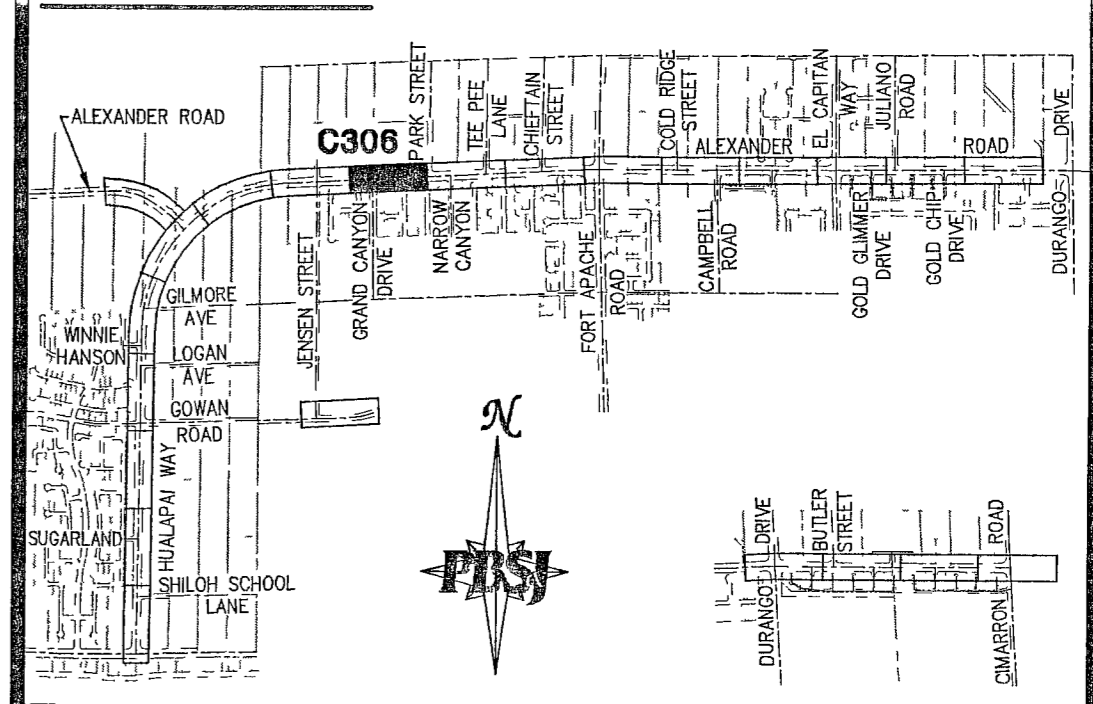 ALEXANDER ROAD
C306
PARK STREET
TEE PEE
LANE
CHIEFTAIN
STREET
COLD RIDGE
STREET
ALEXANDER
EL CAPITAN
WAY
JULIANO
ROAD
ROAD
DRIVE
DURANGO
JENSEN STREET
GRAND CANYON
DRIVE
NARROW
CANYON
FORT APACHE
ROAD
CAMPBELL
ROAD
GOLD GLIMMER
DRIVE
GOLD CHIP
DRIVE
GILMORE
AVE
WINNIE
HANSON
LOGAN
AVE
GOWAN
ROAD
HUALAPAI WAY
SUGARLAND
SHILOH SCHOOL
LANE
N
PBSJ
DRIVE
DURANGO
BUTLER
STREET
ROAD
CIMARRON